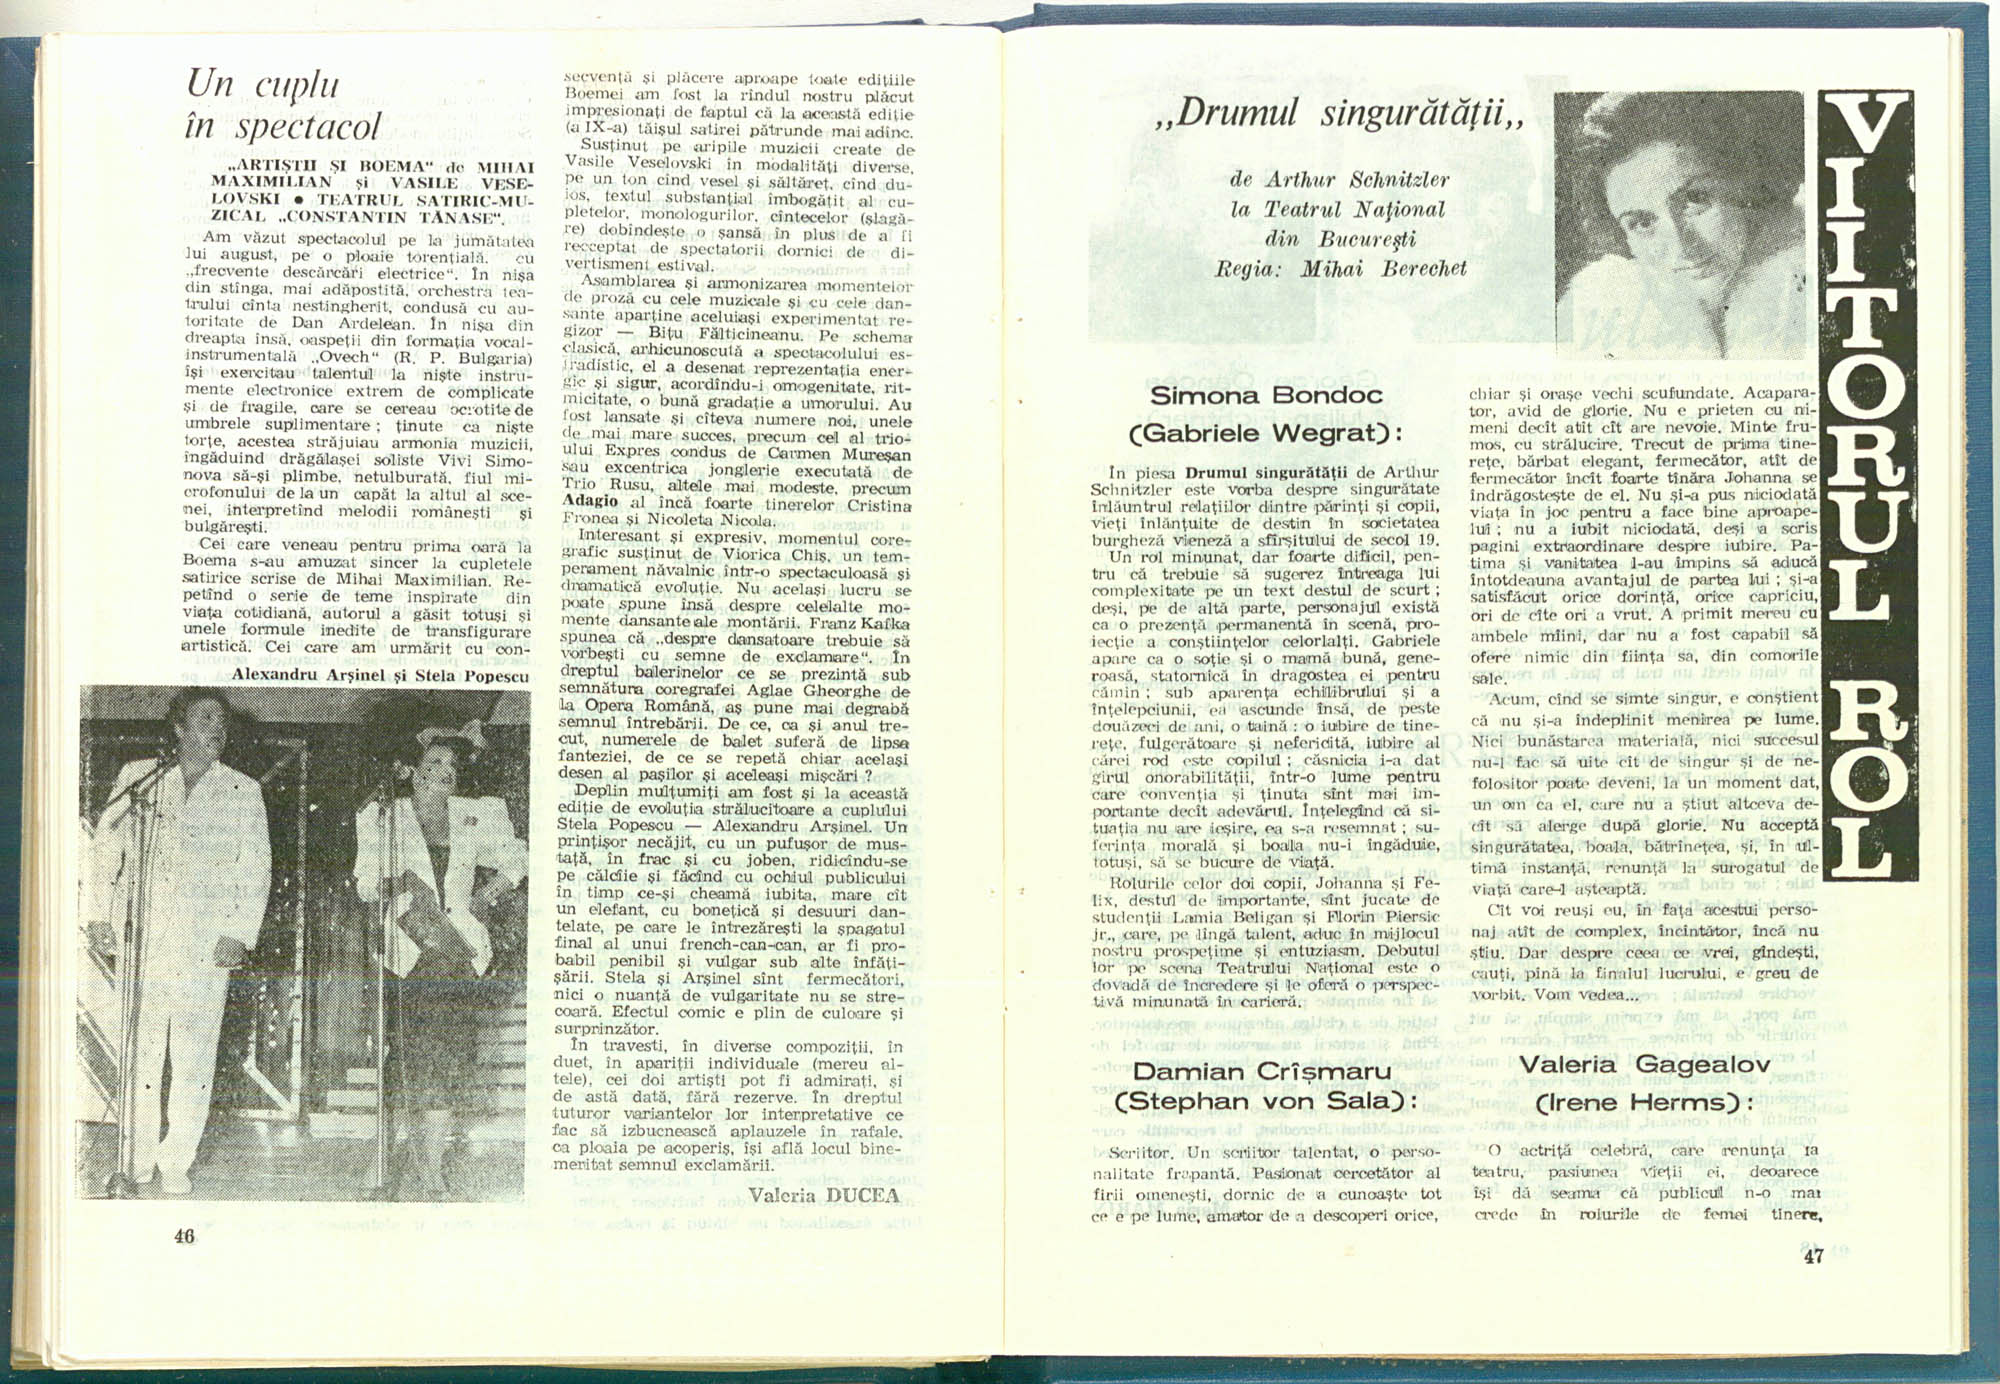 Un cuplu
în spectacol
„ARTIȘTII ȘI BOEMA“ de MIHAI
MAXIMILIAN și VASILE VESE-
LOVSKI ● TEATRUL SATIRIC-MU-
ZICAL „CONSTANTIN TĂNASE“.
Am văzut spectacolul pe la jumătatea
lui august, pe o ploaie torențială, cu
„frecvente descărcări electrice“. În nișa
din stînga, mai adăpostită, orchestra tea-
trului cînta nestingherit, condusă cu au-
toritate de Dan Ardelean. În nișa din
dreapta însă, oaspeții din formația vocal-
instrumentală „Ovech“ (R. P. Bulgaria)
își exercitau talentul la niște instru-
mente electronice extrem de complicate
și de fragile, care se cereau ocrotite de
umbrele suplimentare ; ținute ca niște
torțe, acestea străjuiau armonia muzicii,
îngăduind drăgălașei soliste Vivi Simo-
nova să-și plimbe, netulburată, fiul mi-
crofonului de la un capăt la altul al sce-
nei, interpretînd melodii românești și
bulgărești.
Cei care veneau pentru prima oară la
Boema s-au amuzat sincer la cupletele
satirice scrise de Mihai Maximilian. Re-
petînd o serie de teme inspirate din
viața cotidiană, autorul a găsit totuși și
unele formule inedite de transfigurare
artistică. Cei care am urmărit cu con-
Alexandru Arșinel și Stela Popescu
46
secvență și plăcere aproape toate edițiile
Boemei am fost la rîndul nostru plăcut
impresionați de faptul că la această ediție
(a IX-a) tăișul satirei pătrunde mai adînc.
Susținut pe aripile muzicii create de
Vasile Veselovski în modalități diverse,
pe un ton cînd vesel și săltăreț, cînd du-
ios, textul substanțial îmbogățit al cu-
pletelor, monologurilor, cîntecelor (șlagă-
re) dobîndește o șansă în plus de a fi
recceptat de spectatorii dornici de di-
vertisment estival.
Asamblarea și armonizarea momentelor
de proză cu cele muzicale și cu cele dan-
sante aparține aceluiași experimentat re-
gizor — Bițu Fălticineanu. Pe schema
clasică, arhicunoscută a spectacolului es-
tradistic, el a desenat reprezentația ener-
gic și sigur, acordîndu-i omogenitate, rit-
micitate, o bună gradație a umorului. Au
fost lansate și cîteva numere noi, unele
de mai mare succes, precum cel al trio-
ului Expres condus de Carmen Mureșan
sau excentrica jonglerie executată de
Trio Rusu, altele mai modeste, precum
Adagio al încă foarte tinerelor Cristina
Fronea și Nicoleta Nicola.
Interesant și expresiv, momentul core-
grafic susținut de Viorica Chiș, un tem-
perament năvalnic într-o spectaculoasă și
dramatică evoluție. Nu același lucru se
poate spune însă despre celelalte mo-
mente dansante ale montării. Franz Kafka
spunea că „despre dansatoare trebuie să
vorbești cu semne de exclamare“. În
dreptul balerinelor ce se prezintă sub
semnătura coregrafei Aglae Gheorghe de
la Opera Română, aș pune mai degrabă
semnul întrebării. De ce, ca și anul tre-
cut, numerele de balet suferă de lipsa
fanteziei, de ce se repetă chiar același
desen al pașilor și aceleași mișcări ?
Deplin mulțumiți am fost și la această
ediție de evoluția strălucitoare a cuplului
Stela Popescu — Alexandru Arșinel. Un
prințișor necăjit, cu un pufușor de mus-
tață, în frac și cu joben, ridicîndu-se
pe călcîie și făcînd cu ochiul publicului
în timp ce-și cheamă iubita, mare cît
un elefant, cu bonețică și desuuri dan-
telate, pe care le întrezărești la șpagatul
final al unui french-can-can, ar fi pro-
babil penibil și vulgar sub alte înfăți-
șării. Stela și Arșinel sînt fermecători,
nici o nuanță de vulgaritate nu se stre-
coară. Efectul comic e plin de culoare și
surprinzător.
În travesti, în diverse compoziții, în
duet, în apariții individuale (mereu al-
tele), cei doi artiști pot fi admirați, și
de astă dată, fără rezerve. În dreptul
tuturor variantelor lor interpretative ce
fac să izbucnească aplauzele în rafale,
ca ploaia pe acoperiș, își află locul bine-
meritat semnul exclamării.
Valeria DUCEA
„Drumul singurătății„
de Arthur Schnitzler
la Teatrul Național
din București
Regia: Mihai Berechet
VIITORUL ROL
Simona Bondoc
(Gabriele Wegrat) :
În piesa Drumul singurătății de Arthur
Schnitzler este vorba despre singurătate
înlăuntrul relațiilor dintre părinți și copii,
vieți înlănțuite de destin în societatea
burgheză vieneză a sfîrșitului de secol 19.
Un rol minunat, dar foarte dificil, pen-
tru că trebuie să sugerez întreaga lui
complexitate pe un text destul de scurt ;
deși, pe de altă parte, personajul există
ca o prezență permanentă în scenă, pro-
iecție a conștiințelor celorlalți. Gabriele
apare ca o soție și o mamă bună, gene-
roasă, statornică în dragostea ei pentru
cămin ; sub aparența echilibrului și a
înțelepciunii, ea ascunde însă, de peste
douăzeci de ani, o taină : o iubire de tine-
rețe, fulgerătoare și nefericită, iubire al
cărei rod este copilul ; căsnicia i-a dat
girul onorabilității, într-o lume pentru
care convenția și ținuta sînt mai im-
portante decît adevărul. Înțelegînd că si-
tuația nu are ieșire, ea s-a resemnat ; su-
ferința morală și boala nu-i îngăduie,
totuși, să se bucure de viață.
Rolurile celor doi copii, Johanna și Fe-
lix, destul de importante, sînt jucate de
studenții Lamia Beligan și Florin Piersic
jr., care, pe lîngă talent, aduc în mijlocul
nostru prospețime și entuziasm. Debutul
lor pe scena Teatrului Național este o
dovadă de încredere și le oferă o perspec-
tivă minunată în carieră.
Damian Crîșmaru
(Stephan von Sala) :
Scriitor. Un scriitor talentat, o perso-
nalitate frapantă. Pasionat cercetător al
firii omenești, dornic de a cunoaște tot
ce e pe lume, amator de a descoperi orice,
chiar și orașe vechi scufundate. Acapara-
tor, avid de glorie. Nu e prieten cu ni-
meni decît atît cît are nevoie. Minte fru-
mos, cu strălucire. Trecut de prima tine-
rețe, bărbat elegant, fermecător, atît de
fermecător încît foarte tînăra Johanna se
îndrăgostește de el. Nu și-a pus niciodată
viața în joc pentru a face bine aproape-
lui ; nu a iubit niciodată, deși a scris
pagini extraordinare despre iubire. Pa-
tima și vanitatea l-au împins să aducă
întotdeauna avantajul de partea lui ; și-a
satisfăcut orice dorință, orice capriciu,
ori de cîte ori a vrut. A primit mereu cu
ambele mîini, dar nu a fost capabil să
ofere nimic din ființa sa, din comorile
sale.
Acum, cînd se simte singur, e conștient
că nu și-a îndeplinit menirea pe lume.
Nici bunăstarea materială, nici succesul
nu-l fac să uite cît de singur și de ne-
folositor poate deveni, la un moment dat,
un om ca el, care nu a știut altceva de-
cît să alerge după glorie. Nu acceptă
singurătatea, boala, bătrînețea, și, în ul-
timă instanță, renunță la surogatul de
viață care-l așteaptă.
Cît voi reuși eu, în fața acestui perso-
naj atît de complex, încîntător, încă nu
știu. Dar despre ceea ce vrei, gîndești,
cauți, pînă la finalul lucrului, e greu de
vorbit. Vom vedea...
Valeria Gagealov
(Irene Herms) :
O actriță celebră, care renunță la
teatru, pasiunea vieții ei, deoarece
își dă seama că publicul n-o mai
crede în rolurile de femei tinere,
47